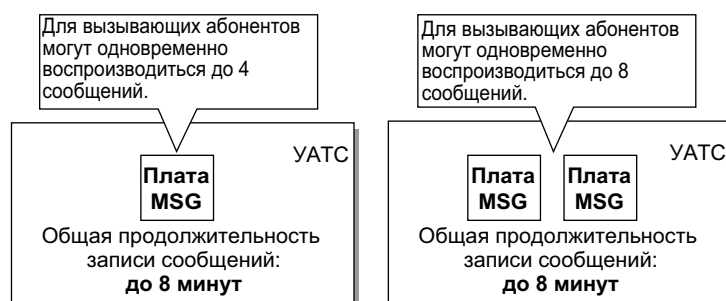 Для вызывающих абонентов
могут одновременно
воспроизводиться до 4
сообщений.
УАТС
Плата
MSG
Общая продолжительность
записи сообщений:
до 8 минут
Для вызывающих абонентов
могут одновременно
воспроизводиться до 8
сообщений.
УАТС
Плата
MSG
Плата
MSG
Общая продолжительность
записи сообщений:
до 8 минут